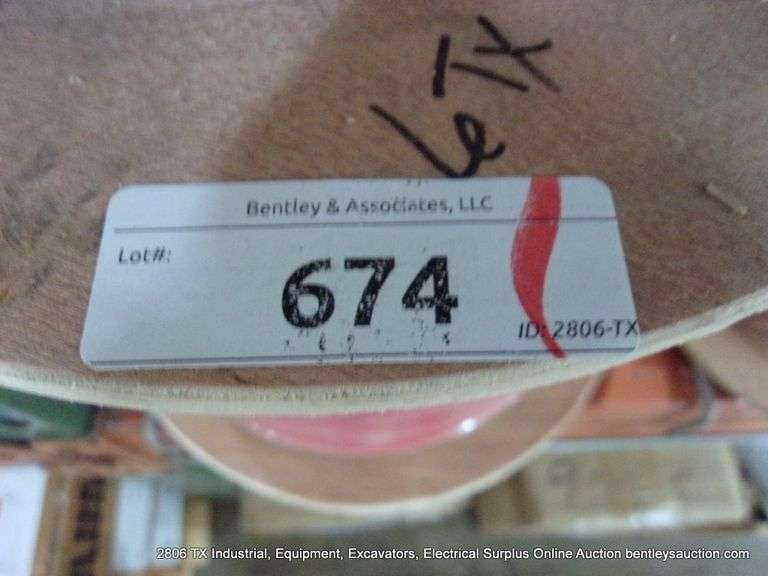 6TX
Bentley & Associates, LLC
Lot#:
674
ID: 2806-TX
2806 TX Industrial, Equipment, Excavators, Electrical Surplus Online Auction bentleysauction.com